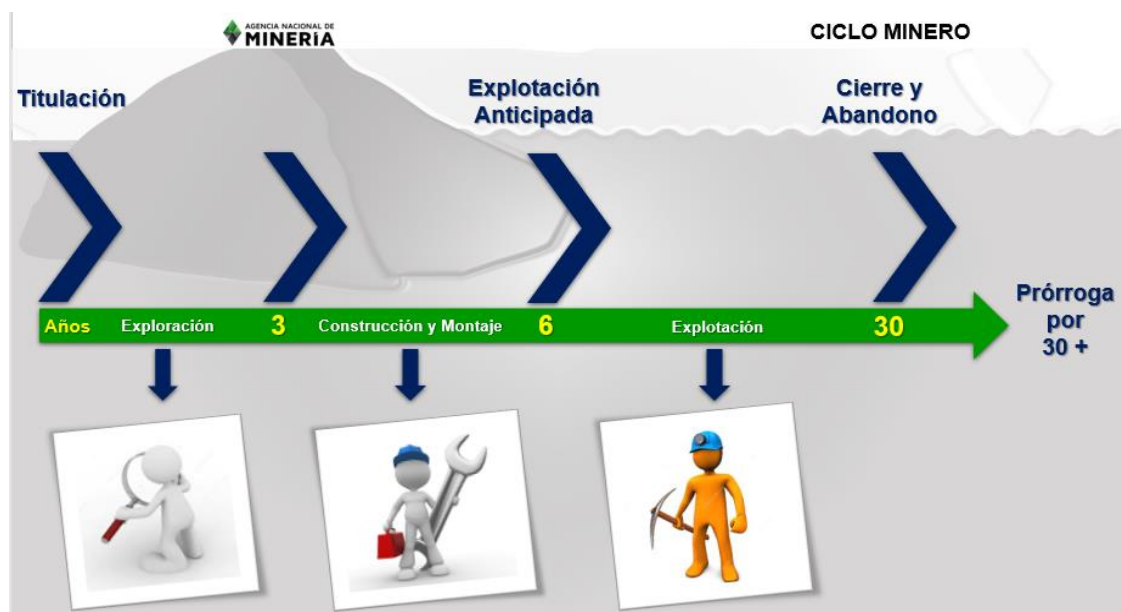 AGENCIA NACIONAL DE
MINERÍA
CICLO MINERO
Titulación
Explotación
Anticipada
Cierre y
Abandono
Años
Exploración
3
Construcción y Montaje
6
Explotación
30
Prórroga
por
30 +